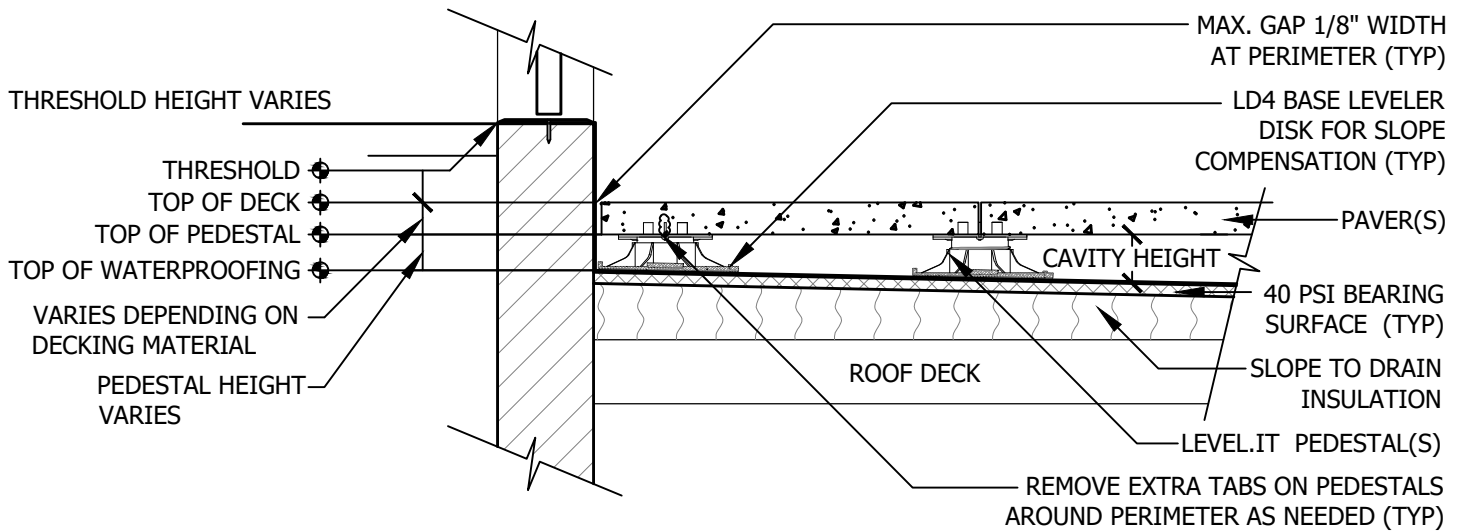 THRESHOLD HEIGHT VARIES
THRESHOLD
TOP OF DECK
TOP OF PEDESTAL
TOP OF WATERPROOFING
VARIES DEPENDING ON
DECKING MATERIAL
PEDESTAL HEIGHT
VARIES
MAX. GAP 1/8" WIDTH
AT PERIMETER (TYP)
LD4 BASE LEVELER
DISK FOR SLOPE
COMPENSATION (TYP)
PAVER(S)
CAVITY HEIGHT
40 PSI BEARING
SURFACE (TYP)
ROOF DECK
SLOPE TO DRAIN
INSULATION
LEVEL.IT PEDESTAL(S)
REMOVE EXTRA TABS ON PEDESTALS
AROUND PERIMETER AS NEEDED (TYP)